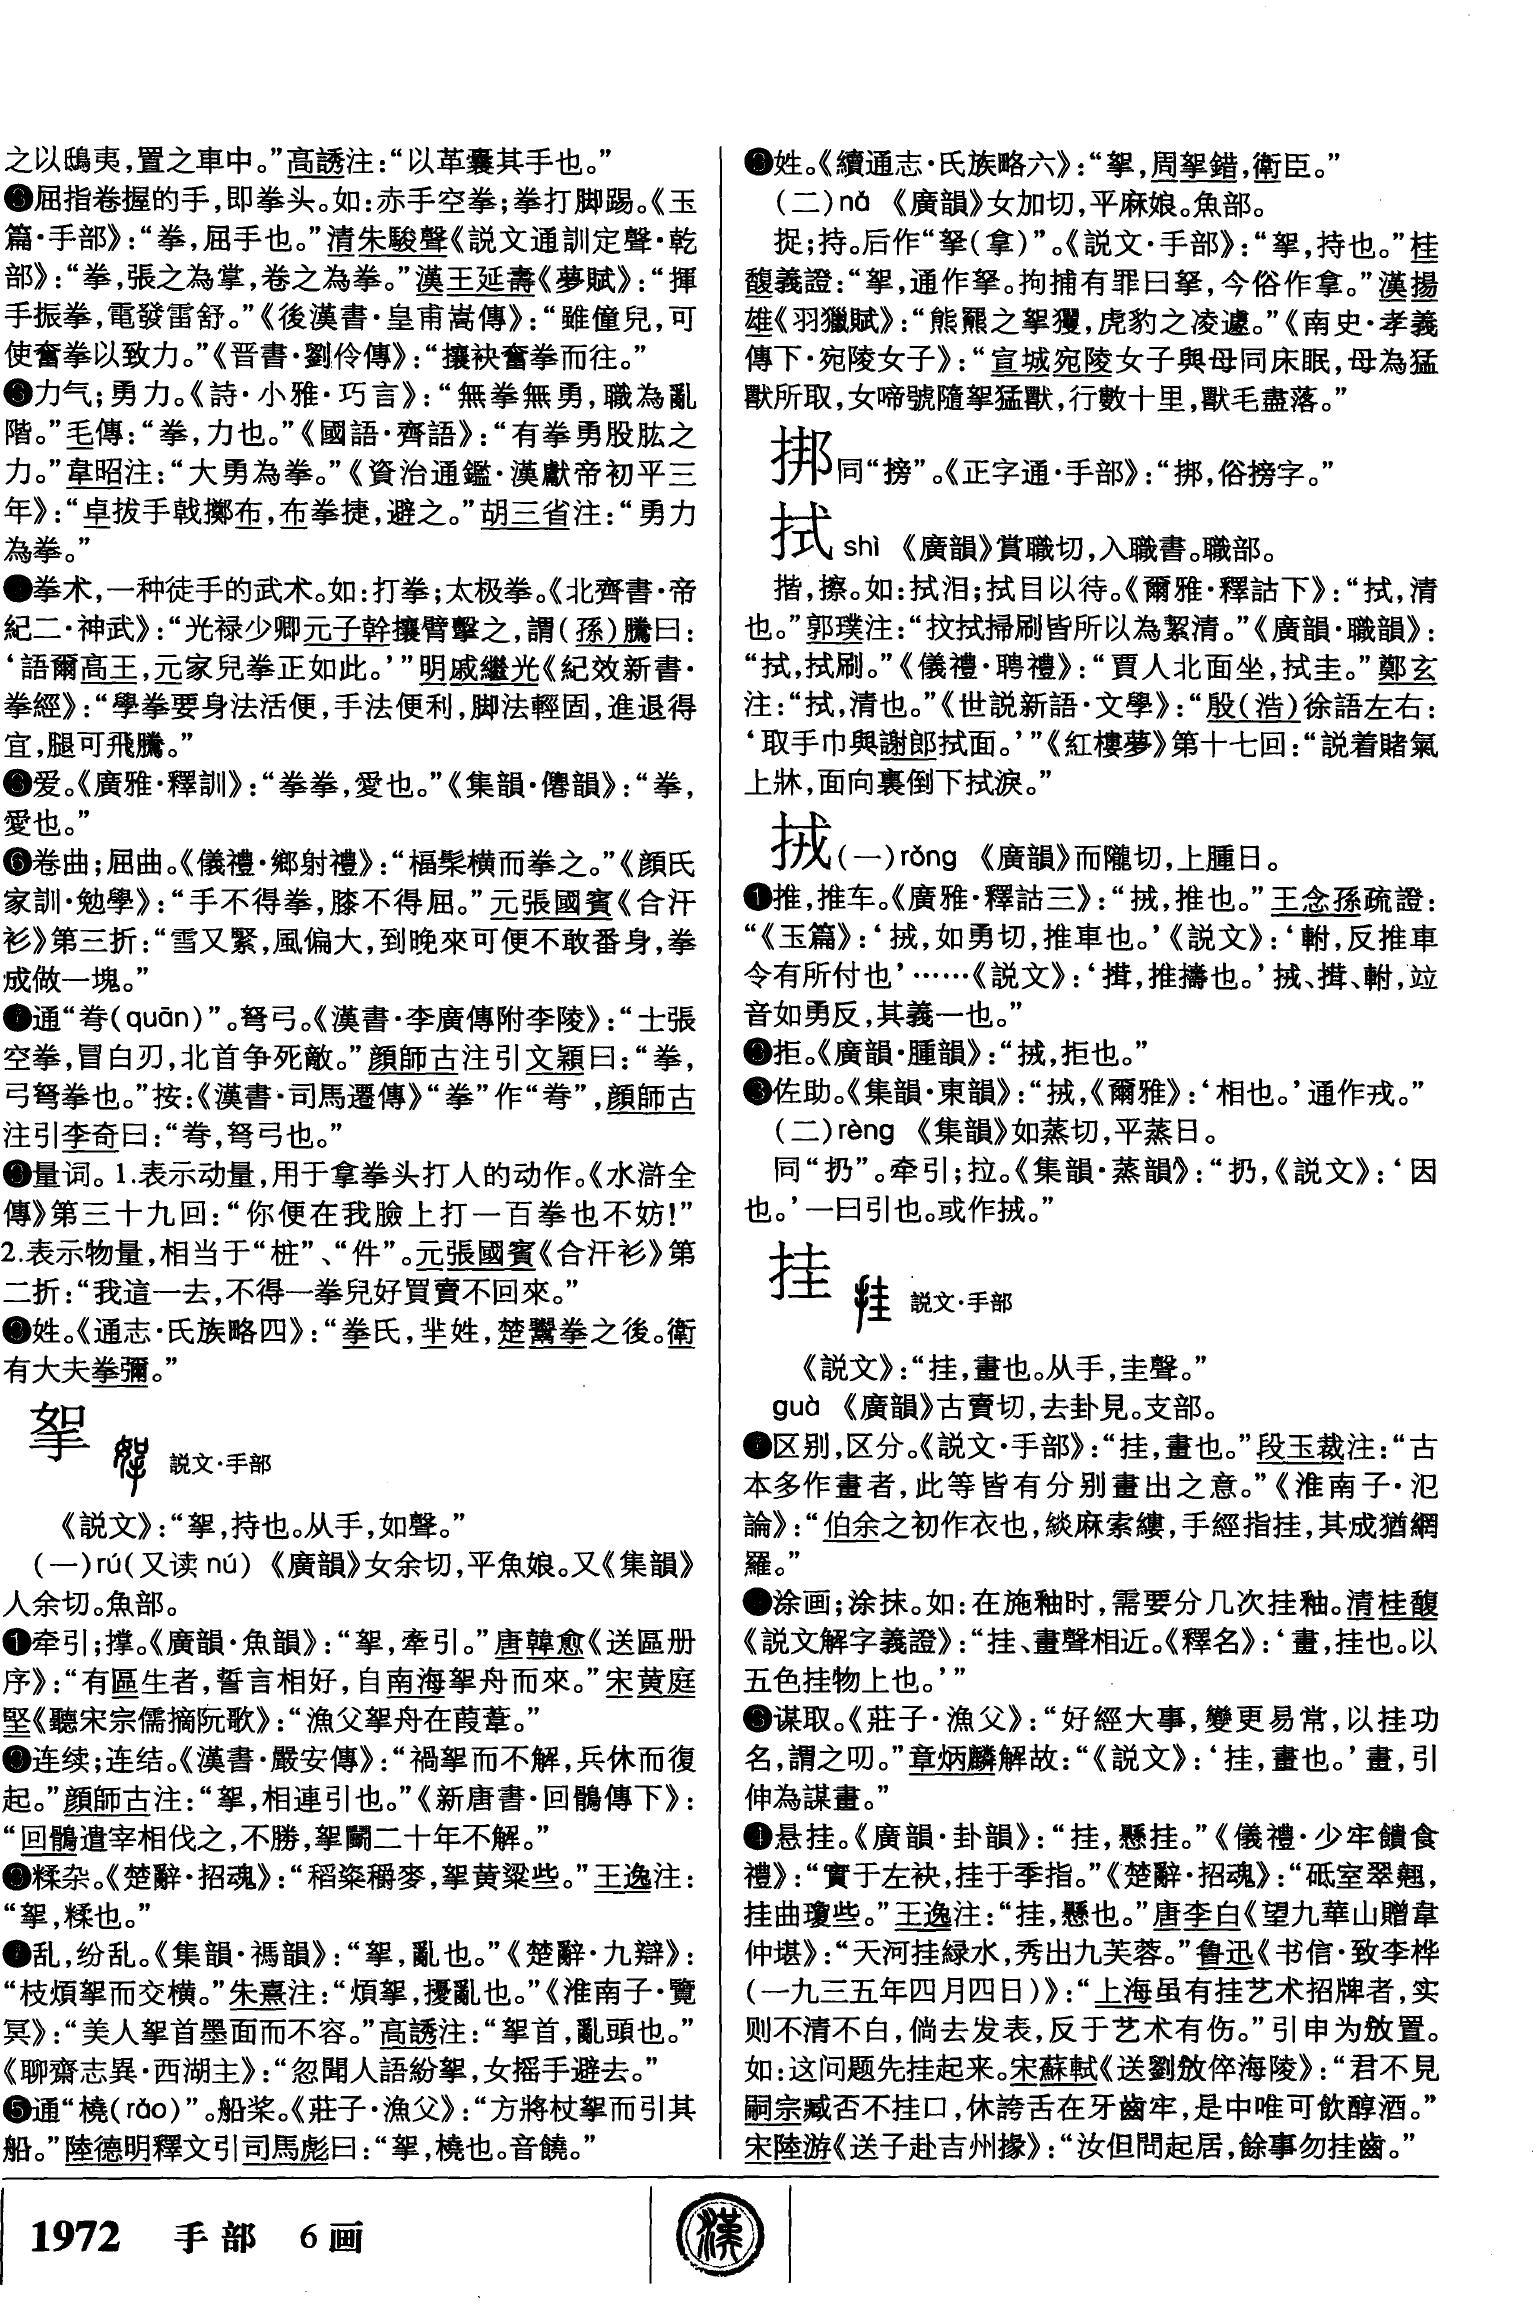 之以鴟夷，置之車中。”高誘注：“以革囊其手也。”
❷屈指卷握的手，即拳头。如：赤手空拳；拳打脚踢。《玉
篇·手部》：“拳，屈手也。”清朱駿聲《説文通訓定聲·乾
部》：“拳，張之為掌，卷之為拳。”漢王延壽《夢賦》：“揮
手振拳，電發雷舒。”《後漢書·皇甫嵩傳》：“雖僮兒，可
使奮拳以致力。”《晋書·劉伶傳》：“攘袂奮拳而往。”
❸力气；勇力。《詩·小雅·巧言》：“無拳無勇，職為亂
階。”毛傳：“拳，力也。”《國語·齊語》：“有拳勇股肱之
力。”韋昭注：“大勇為拳。”《資治通鑑·漢獻帝初平三
年》：“卓拔手戟擲布，布拳捷，避之。”胡三省注：“勇力
為拳。”
❹拳术，一种徒手的武术。如：打拳；太极拳。《北齊書·帝
紀二·神武》：“光禄少卿元子幹攘臂擊之，謂（孫）騰曰：
‘語爾高王，元家兒拳正如此。’”明戚繼光《紀效新書·
拳經》：“學拳要身法活便，手法便利，脚法輕固，進退得
宜，腿可飛騰。”
❺爱。《廣雅·釋訓》：“拳拳，愛也。”《集韻·僊韻》：“拳，
愛也。”
❻卷曲；屈曲。《儀禮·鄉射禮》：“楅髤横而拳之。”《顔氏
家訓·勉學》：“手不得拳，膝不得屈。”元張國賓《合汗
衫》第三折：“雪又緊，風偏大，到晚來可便不敢番身，拳
成做一塊。”
❼通“弮(quān)”。弩弓。《漢書·李廣傳附李陵》：“士張
空拳，冒白刃，北首争死敵。”顔師古注引文穎曰：“拳，
弓弩拳也。”按：《漢書·司馬遷傳》“拳”作“弮”，顔師古
注引李奇曰：“弮，弩弓也。”
❽量词。1.表示动量，用于拿拳头打人的动作。《水滸全
傳》第三十九回：“你便在我臉上打一百拳也不妨！”
2.表示物量，相当于“桩”、“件”。元張國賓《合汗衫》第
二折：“我這一去，不得一拳兒好買賣不回來。”
❾姓。《通志·氏族略四》：“拳氏，芈姓，楚鬻拳之後。衛
有大夫拳彌。”
挐 説文·手部
《説文》：“挐，持也。从手，如聲。”
（一）rú（又读nú）《廣韻》女余切，平魚娘。又《集韻》
人余切。魚部。
❶牵引；撑。《廣韻·魚韻》：“挐，牽引。”唐韓愈《送區册
序》：“有區生者，誓言相好，自南海挐舟而來。”宋黄庭
堅《聽宋宗儒摘阮歌》：“漁父挐舟在葭葦。”
❷连续；连结。《漢書·嚴安傳》：“禍挐而不解，兵休而復
起。”顔師古注：“挐，相連引也。”《新唐書·回鶻傳下》：
“回鶻遣宰相伐之，不勝，挐鬭二十年不解。”
❸糅杂。《楚辭·招魂》：“稻粢穱麥，挐黄粱些。”王逸注：
“挐，糅也。”
❹乱，纷乱。《集韻·禡韻》：“挐，亂也。”《楚辭·九辯》：
“枝煩挐而交横。”朱熹注：“煩挐，擾亂也。”《淮南子·覽
冥》：“美人挐首墨面而不容。”高誘注：“挐首，亂頭也。”
《聊齋志異·西湖主》：“忽聞人語紛挐，女摇手避去。”
❺通“橈(ráo)”。船桨。《莊子·漁父》：“方將杖挐而引其
船。”陸德明釋文引司馬彪曰：“挐，橈也。音饒。”
❻姓。《續通志·氏族略六》：“挐，周挐錯，衛臣。”
（二）ná 《廣韻》女加切，平麻娘。魚部。
捉；持。后作“拏（拿）”。《説文·手部》：“挐，持也。”桂
馥義證：“挐，通作拏。拘捕有罪曰拏，今俗作拿。”漢揚
雄《羽獵賦》：“熊羆之挐玃，虎豹之凌遽。”《南史·孝義
傳下·宛陵女子》：“宣城宛陵女子與母同床眠，母為猛
獸所取，女啼號隨挐猛獸，行數十里，獸毛盡落。”
挷同“搒”。《正字通·手部》：“挷，俗搒字。”
拭 shì 《廣韻》賞職切，入職書。職部。
揩，擦。如：拭泪；拭目以待。《爾雅·釋詁下》：“拭，清
也。”郭璞注：“抆拭掃刷皆所以為絜清。”《廣韻·職韻》：
“拭，拭刷。”《儀禮·聘禮》：“賈人北面坐，拭圭。”鄭玄
注：“拭，清也。”《世説新語·文學》：“殷（浩）徐語左右：
‘取手巾與謝郎拭面。’”《紅樓夢》第十七回：“説着賭氣
上牀，面向裏倒下拭淚。”
搑（一）rǒng 《廣韻》而隴切，上腫日。
❶推，推车。《廣雅·釋詁三》：“拭，推也。”王念孫疏證：
“《玉篇》：‘㧡，如勇切，推車也。’《説文》：‘軵，反推車
令有所付也’……《説文》：‘搑，推擣也。’㧡、搑、軵，竝
音如勇反，其義一也。”
❷拒。《廣韻·腫韻》：“㧡，拒也。”
❸佐助。《集韻·東韻》：“㧡，《爾雅》：‘相也。’通作戎。”
（二）rèng 《集韻》如蒸切，平蒸日。
同“扔”。牵引；拉。《集韻·蒸韻》：“扔，《説文》：‘因
也。’一曰引也。或作㧡。”
挂 説文·手部
《説文》：“挂，畫也。从手，圭聲。”
guà 《廣韻》古賣切，去卦見。支部。
❶区别，区分。《説文·手部》：“挂，畫也。”段玉裁注：“古
本多作畫者，此等皆有分别畫出之意。”《淮南子·氾
論》：“伯余之初作衣也，緂麻索縷，手經指挂，其成猶網
羅。”
❷涂画；涂抹。如：在施釉时，需要分几次挂釉。清桂馥
《説文解字義證》：“挂、畫聲相近。《釋名》：‘畫，挂也。以
五色挂物上也。’”
❸谋取。《莊子·漁父》：“好經大事，變更易常，以挂功
名，謂之叨。”章炳麟解故：“《説文》：‘挂，畫也。’畫，引
伸為謀畫。”
❹悬挂。《廣韻·卦韻》：“挂，懸挂。”《儀禮·少牢饋食
禮》：“實于左袂，挂于季指。”《楚辭·招魂》：“砥室翠翹，
挂曲瓊些。”王逸注：“挂，懸也。”唐李白《望九華山贈韋
仲堪》：“天河挂緑水，秀出九芙蓉。”鲁迅《书信·致李桦
（一九三五年四月四日）》：“上海虽有挂艺术招牌者，实
则不清不白，倘去发表，反于艺术有伤。”引申为放置。
如：这问题先挂起来。宋蘇軾《送劉攽倅海陵》：“君不見
嗣宗臧否不挂口，休誇舌在牙齒牢，是中唯可飲醇酒。”
宋陸游《送子赴吉州掾》：“汝但問起居，餘事勿挂齒。”
1972 手部 6画
漢